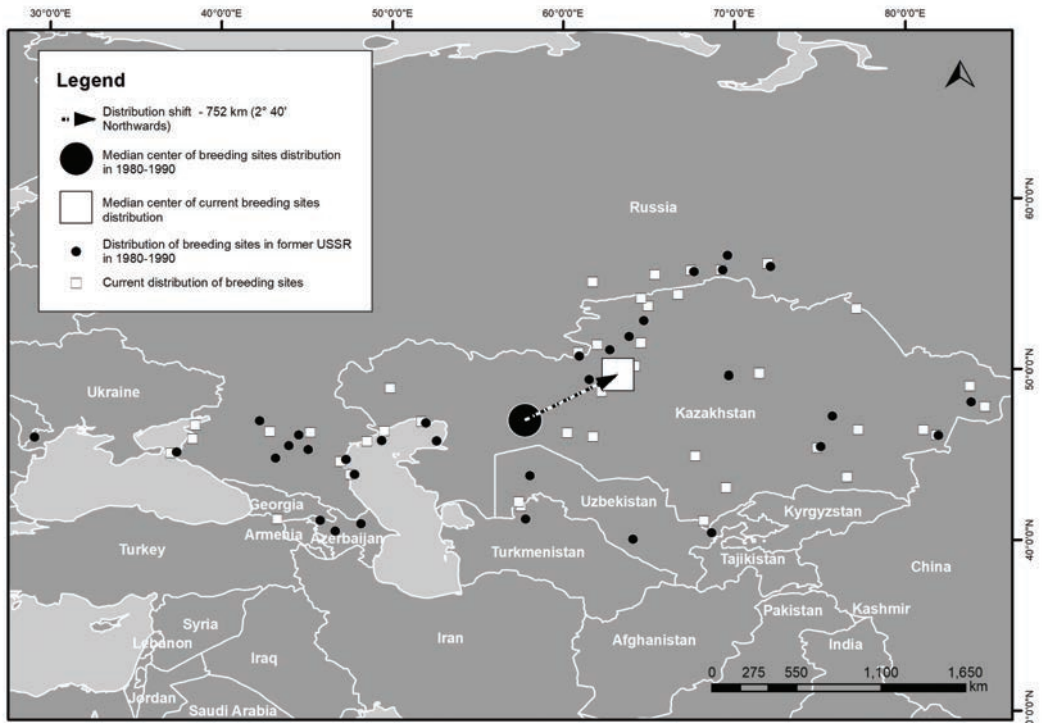 30°0'0"E 40°0'0"E 50°0'0"E 60°0'0"E 70°0'0"E 80°0'0"E
Legend
Distribution shift - 752 km (2° 40'
Northwards)
Median center of breeding sites distribution
in 1980-1990
Median center of current breeding sites
distribution
Distribution of breeding sites in former USSR
in 1980-1990
Current distribution of breeding sites
60°0'0"N
Russia
50°0'0"N
Ukraine
Kazakhstan
Georgia
Uzbekistan
Kyrgyzstan
Armenia
Azerbaijan
40°0'0"N
Turkey
Turkmenistan
Tajikistan
China
Pakistan
Kashmir
Syria
Lebanon
Iran
Afghanistan
India
Iraq
Jordan
Saudi Arabia
0 275 550 1,100 1,650
km